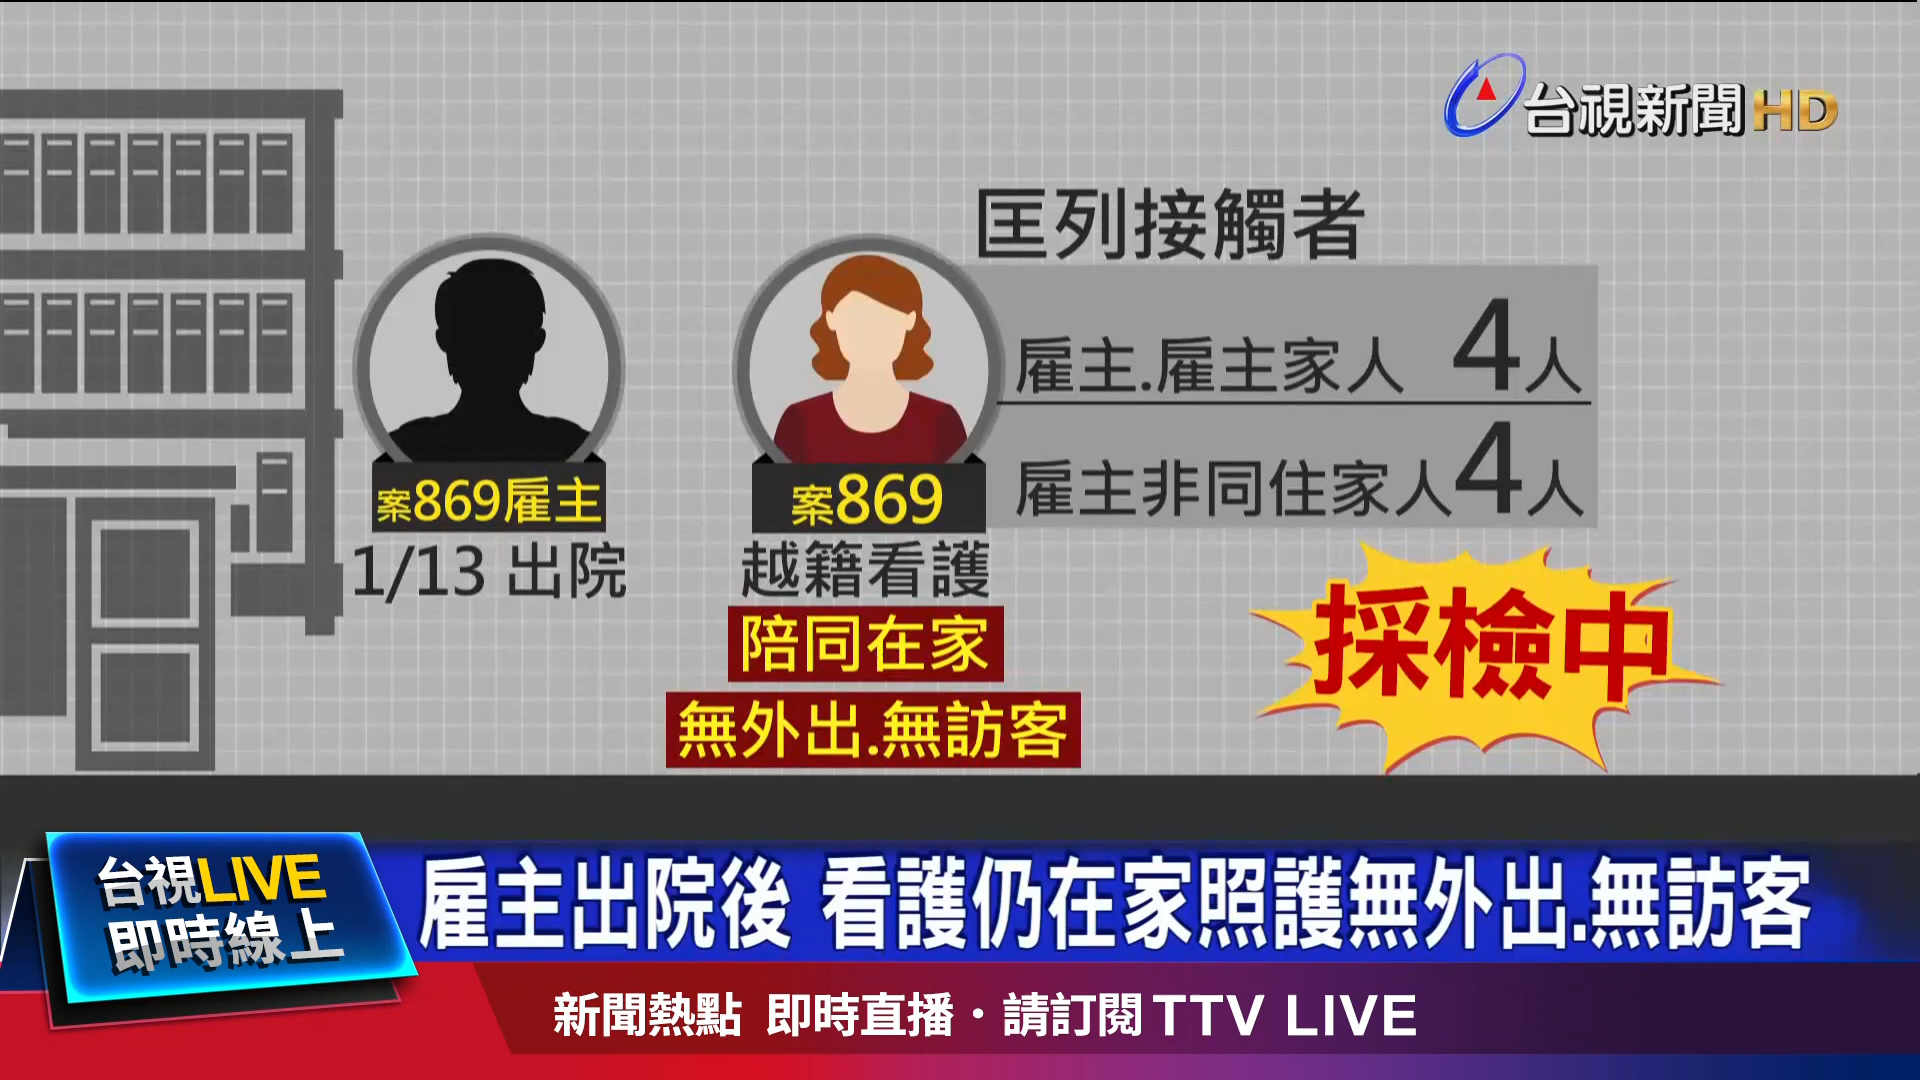 台視新聞HD
匡列接觸者
雇主.雇主家人 4人
雇主非同住家人4人
案869雇主
1/13 出院
案869
越籍看護
陪同在家
無外出.無訪客
採檢中
台視LIVE
即時線上
雇主出院後 看護仍在家照護無外出.無訪客
新聞熱點 即時直播・請訂閱TTV LIVE